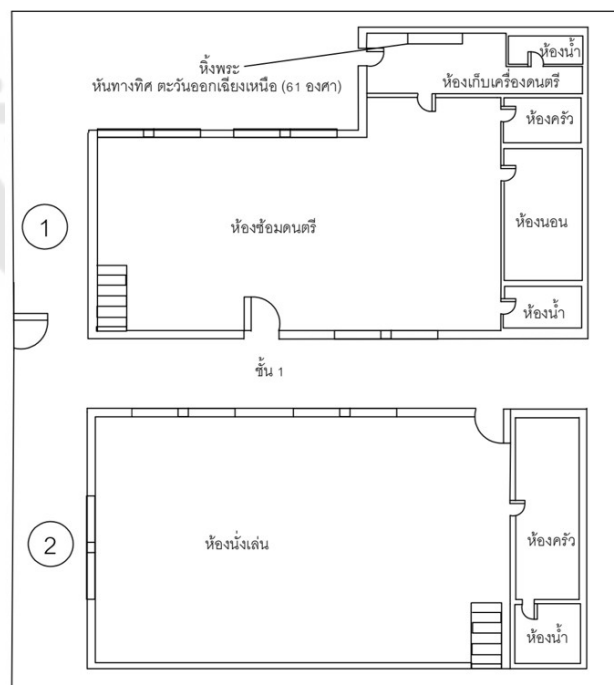 ห้องน้ำ
หิ้งพระ
หันทางทิศ ตะวันออกเฉียงเหนือ (61 องศา)
ห้องเก็บเครื่องดนตรี
ห้องครัว
1
ห้องซ้อมดนตรี
ห้องนอน
ห้องน้ำ
ชั้น 1
2
ห้องนั่งเล่น
ห้องครัว
ห้องน้ำ